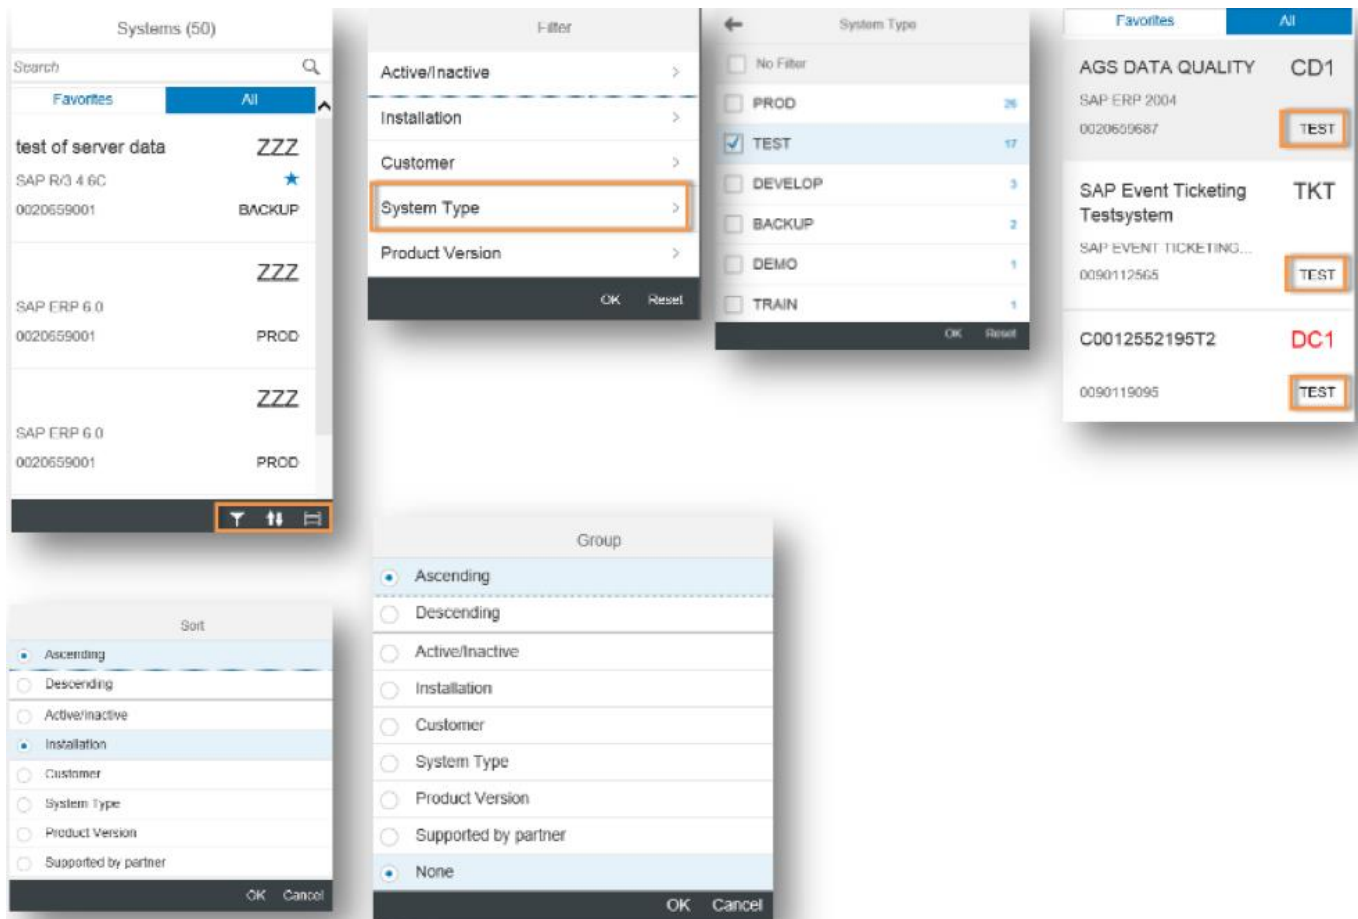 Systems (50)
Search
Favorites All
test of server data ZZZ
SAP R/3 4.6C
0020659001 BACKUP
ZZZ
SAP ERP 6.0
0020659001 PROD
ZZZ
SAP ERP 6.0
0020659001 PROD
Filter
Active/Inactive
Installation
Customer
System Type
Product Version
OK Reset
System Type
No Filter
PROD 26
TEST 17
DEVELOP 3
BACKUP 2
DEMO 1
TRAIN 1
OK Reset
Favorites All
AGS DATA QUALITY CD1
SAP ERP 2004
0020659687 TEST
SAP Event Ticketing TKT
Testsystem
SAP EVENT TICKETING...
0090112565 TEST
C0012552195T2 DC1
0090119095 TEST
Sort
Ascending
Descending
Active/Inactive
Installation
Customer
System Type
Product Version
Supported by partner
OK Cancel
Group
Ascending
Descending
Active/Inactive
Installation
Customer
System Type
Product Version
Supported by partner
None
OK Cancel